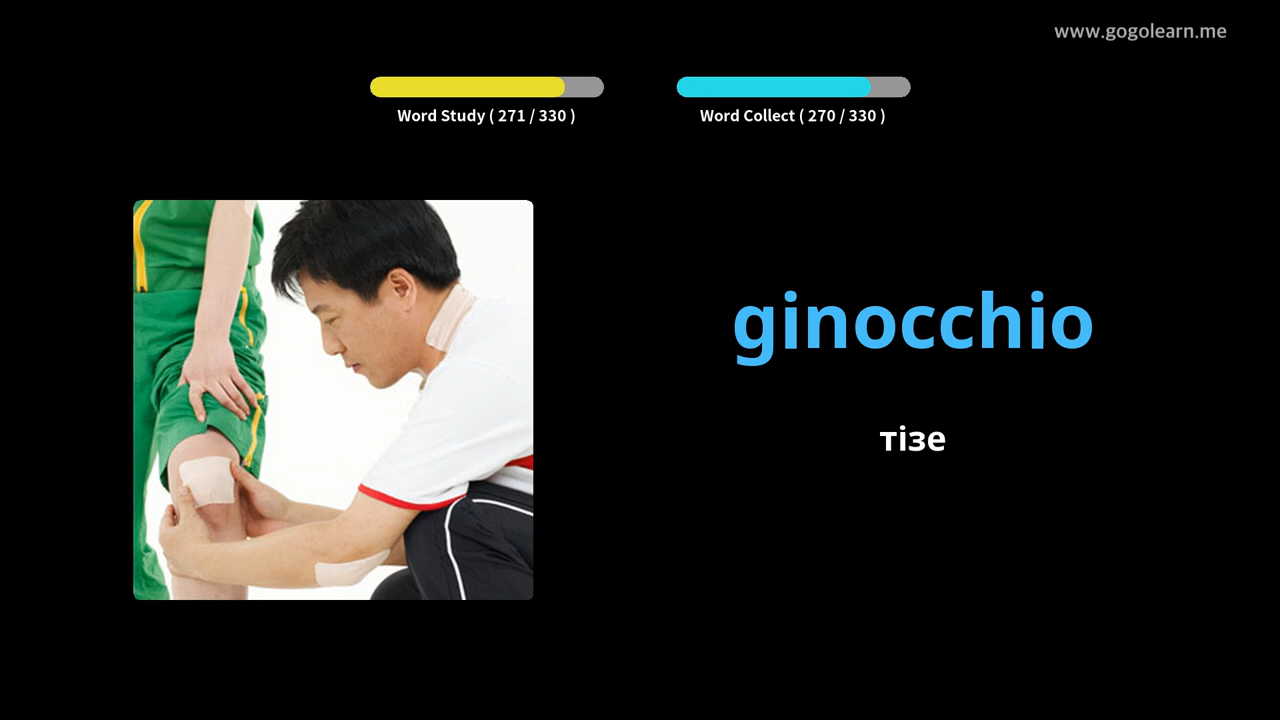 www.gogolearn.me
Word Study ( 271 / 330 )
Word Collect ( 270 / 330 )
ginocchio
тізе